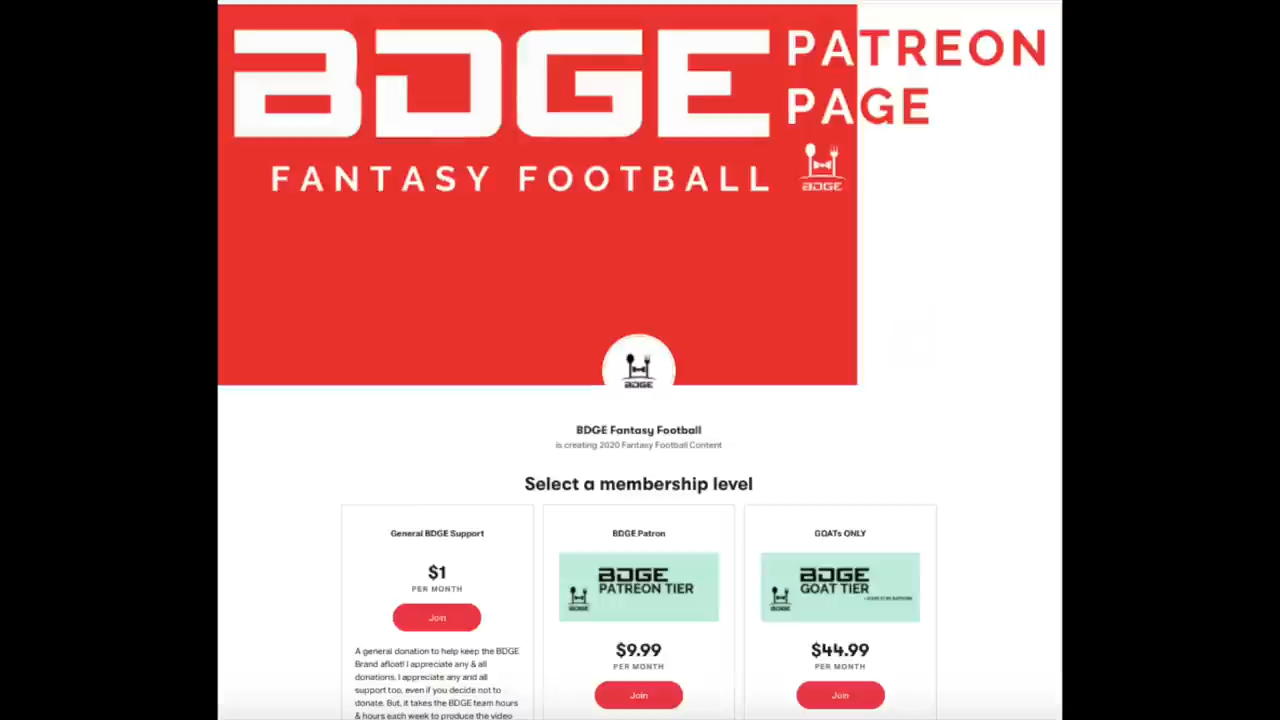 BDGE PATREON
PAGE
FANTASY FOOTBALL
BDGE
BDGE
BDGE Fantasy Football
is creating 2020 Fantasy Football Content
Select a membership level
General BDGE Support
$1
PER MONTH
Join
A general donation to help keep the BDGE
Brand afloat! I appreciate any & all
donations. I appreciate any and all
support too, even if you decide not to
donate. But, it takes the BDGE team hours
& hours each week to produce the video
BDGE Patron
BDGE
PATREON TIER
BDGE
$9.99
PER MONTH
Join
GOATs ONLY
BDGE
GOAT TIER
BDGE
$44.99
PER MONTH
Join